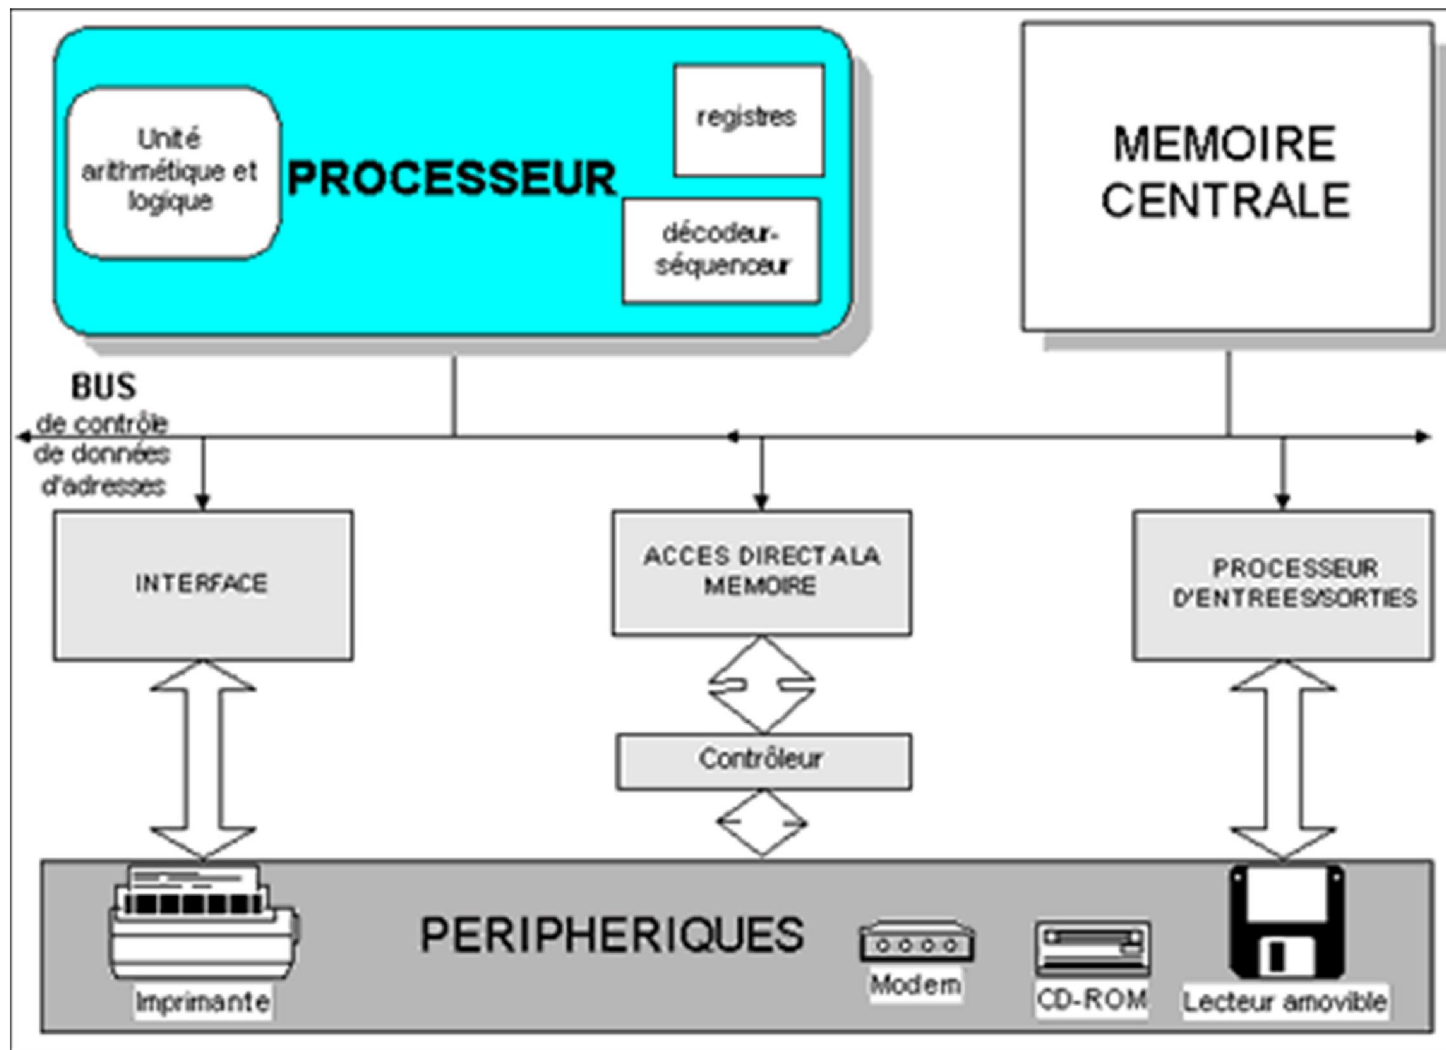 Unité
arithmétique et
logique
PROCESSEUR
registres
décodeur-
séquenceur
MEMOIRE
CENTRALE
BUS
de contrôle
de données
d'adresses
INTERFACE
ACCES DIRECT A LA
MEMOIRE
PROCESSEUR
D'ENTREES/SORTIES
Contrôleur
PERIPHERIQUES
Imprimante
Modem
CD-ROM
Lecteur amovible